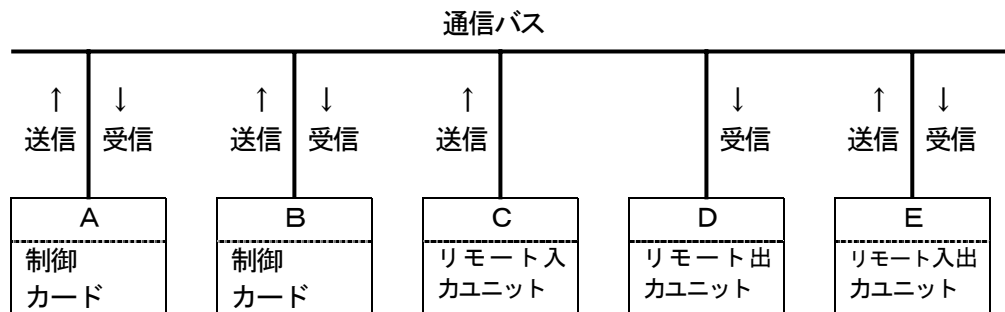 通信バス
↑ ↓ ↑ ↓ ↑ ↓ ↑ ↓
送信 受信 送信 受信 送信 受信 送信 受信
A B C D E
制御 制御 リモート入 リモート出 リモート入出
カード カード 力ユニット 力ユニット 力ユニット